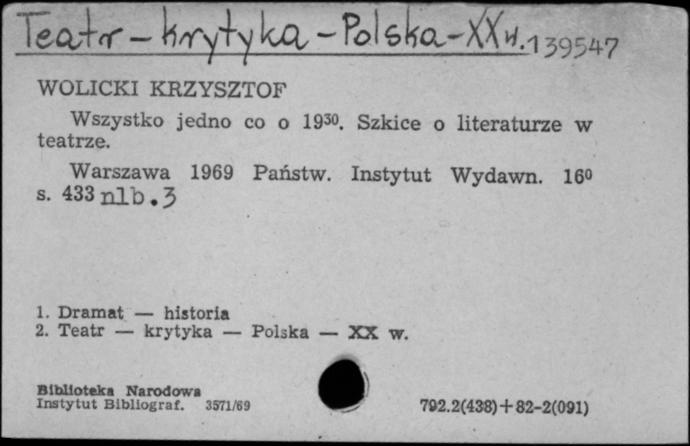 Teatr - krytyka - Polska - XX w. 139547
WOLICKI KRZYSZTOF
Wszystko jedno co o 19³⁰. Szkice o literaturze w
teatrze.
Warszawa 1969 Państw. Instytut Wydawn. 16⁰
s. 433 nlb. 3
1. Dramat — historia
2. Teatr — krytyka — Polska — XX w.
Biblioteka Narodowa
Instytut Bibliograf. 3571/69 792.2(438)+82-2(091)